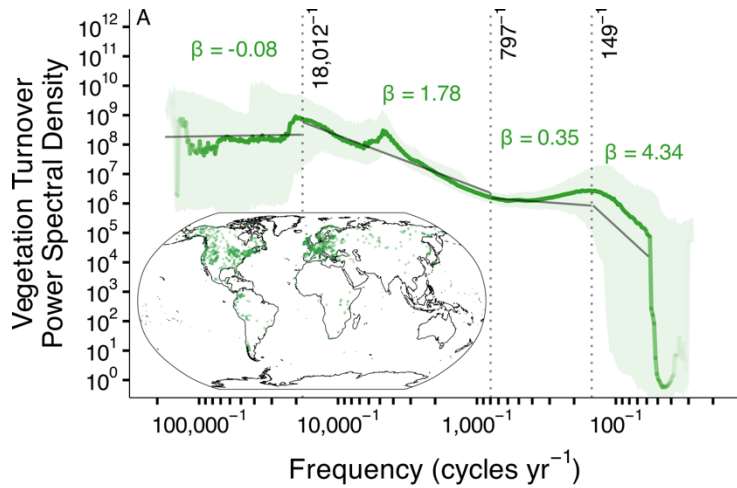 A
β = -0.08
β = 1.78
β = 0.35
β = 4.34
18,012⁻¹
797⁻¹
149⁻¹
Vegetation Turnover
Power Spectral Density
10¹²
10¹¹
10¹⁰
10⁹
10⁸
10⁷
10⁶
10⁵
10⁴
10³
10²
10¹
10⁰
100,000⁻¹
10,000⁻¹
1,000⁻¹
100⁻¹
Frequency (cycles yr⁻¹)